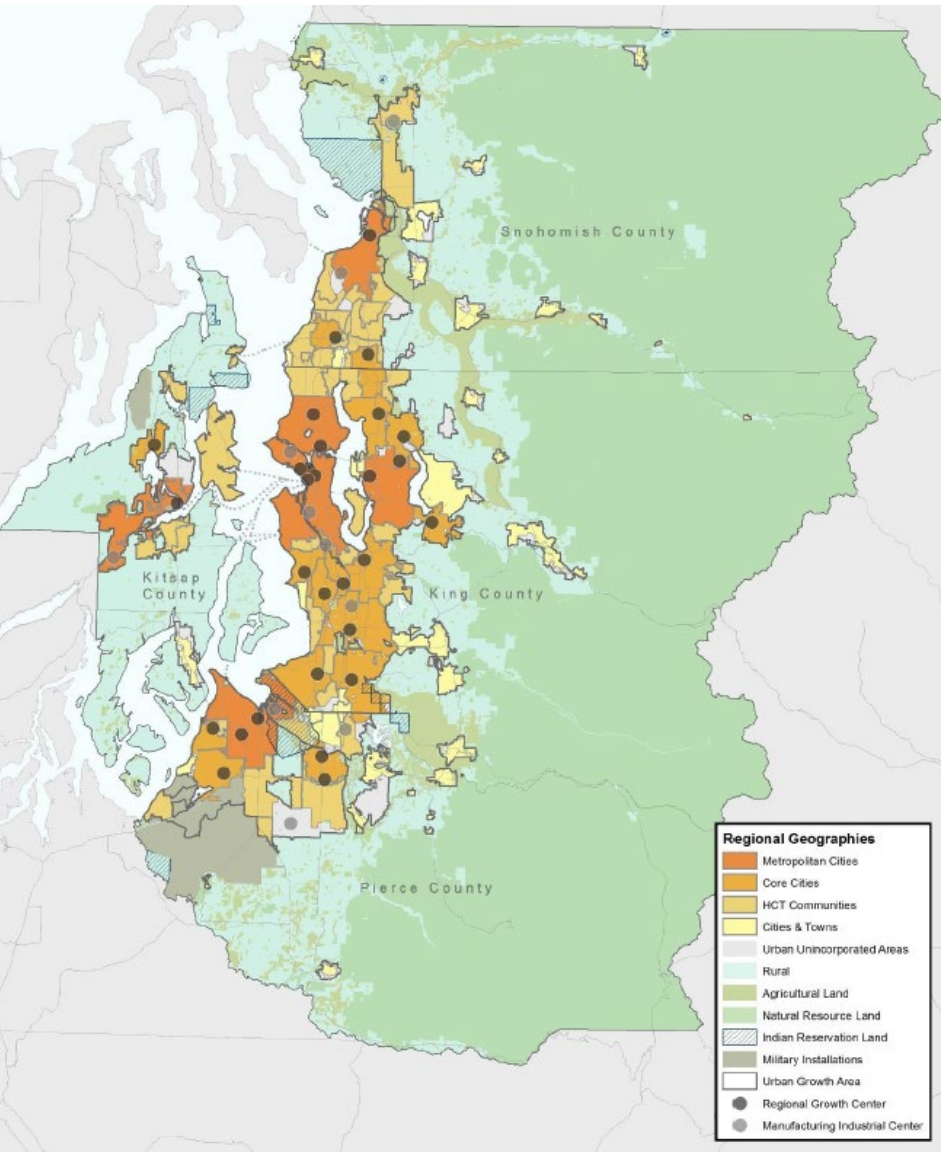 Snohomish County
Kitsap
County
King County
Pierce County
Regional Geographies
Metropolitan Cities
Core Cities
HCT Communities
Cities & Towns
Urban Unincorporated Areas
Rural
Agricultural Land
Natural Resource Land
Indian Reservation Land
Military Installations
Urban Growth Area
Regional Growth Center
Manufacturing Industrial Center